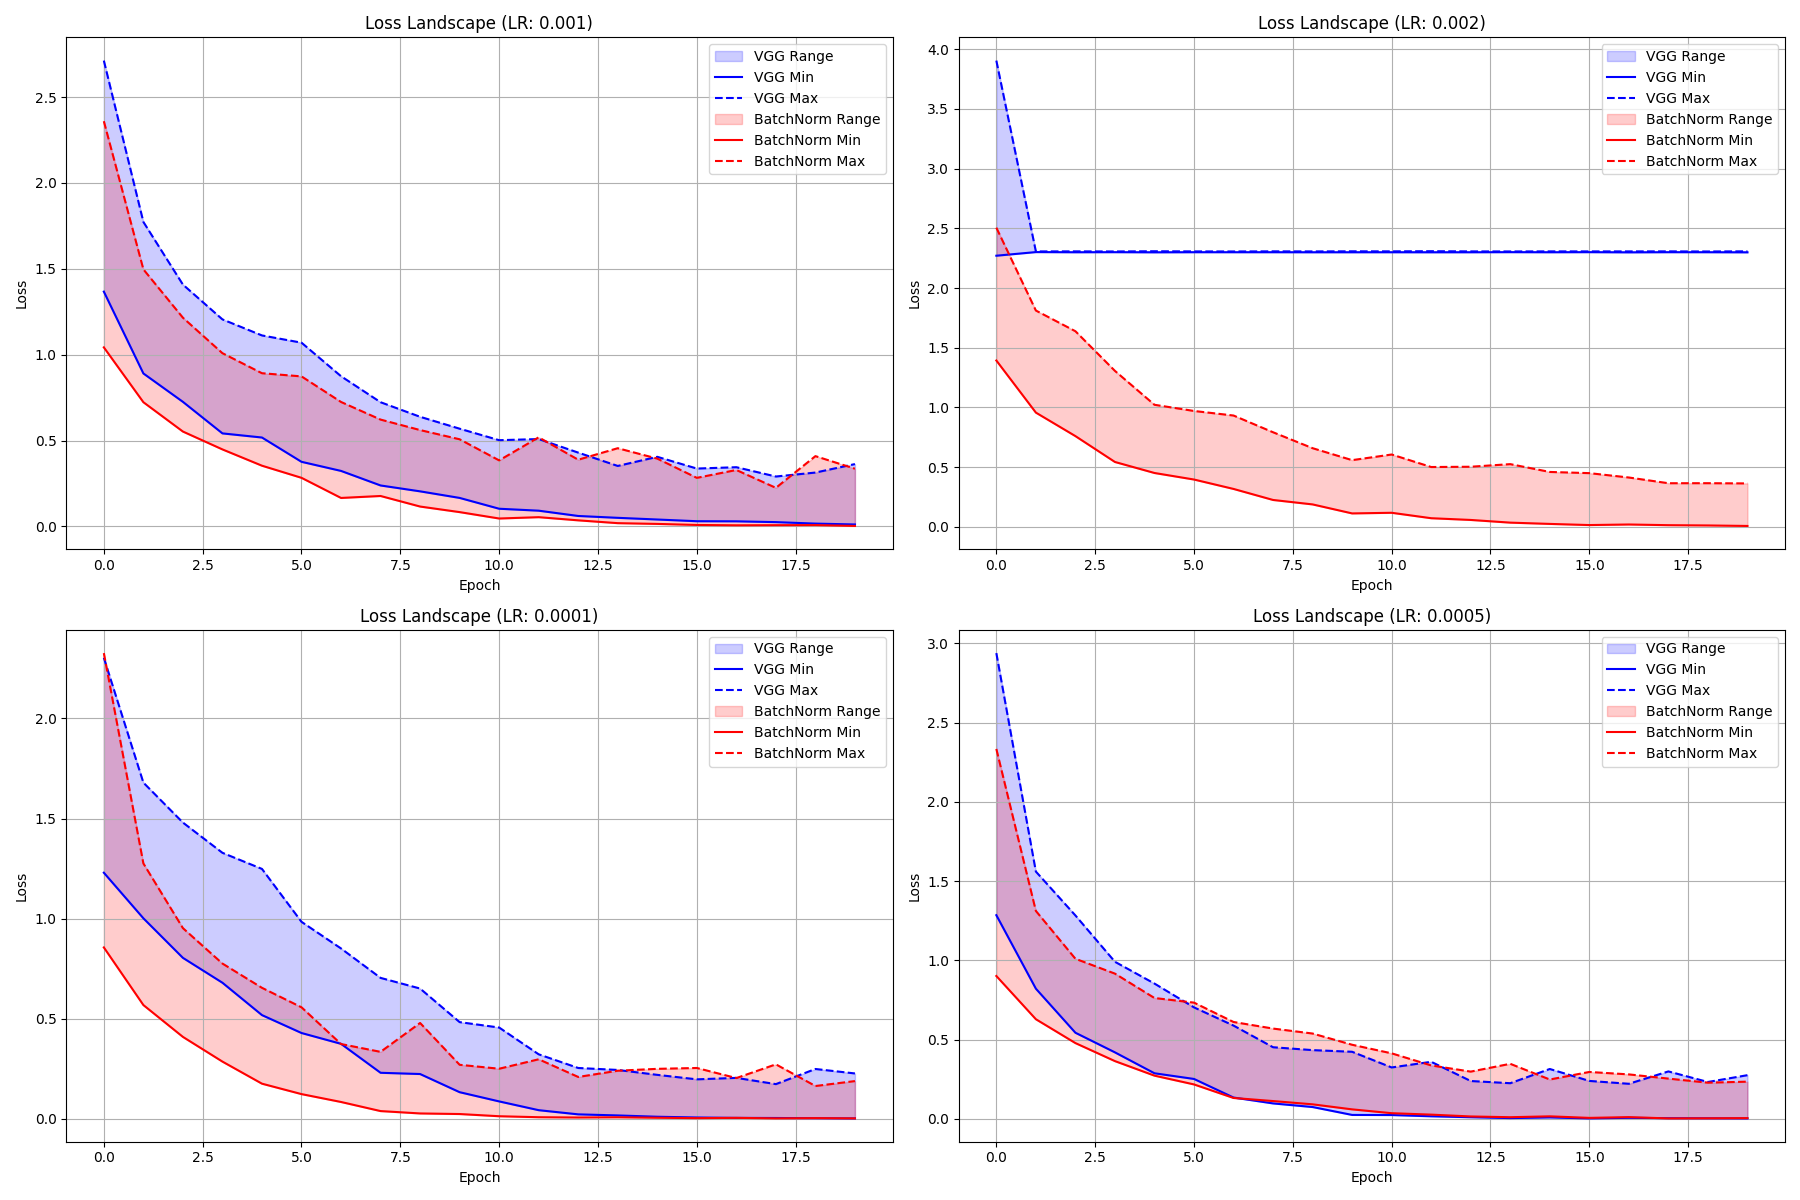 Loss Landscape (LR: 0.001)
2.5
2.0
1.5
1.0
0.5
0.0
Loss
VGG Range
VGG Min
VGG Max
BatchNorm Range
BatchNorm Min
BatchNorm Max
0.0 2.5 5.0 7.5 10.0 12.5 15.0 17.5
Epoch
Loss Landscape (LR: 0.002)
4.0
3.5
3.0
2.5
2.0
1.5
1.0
0.5
0.0
Loss
VGG Range
VGG Min
VGG Max
BatchNorm Range
BatchNorm Min
BatchNorm Max
0.0 2.5 5.0 7.5 10.0 12.5 15.0 17.5
Epoch
Loss Landscape (LR: 0.0001)
2.0
1.5
1.0
0.5
0.0
Loss
VGG Range
VGG Min
VGG Max
BatchNorm Range
BatchNorm Min
BatchNorm Max
0.0 2.5 5.0 7.5 10.0 12.5 15.0 17.5
Epoch
Loss Landscape (LR: 0.0005)
3.0
2.5
2.0
1.5
1.0
0.5
0.0
Loss
VGG Range
VGG Min
VGG Max
BatchNorm Range
BatchNorm Min
BatchNorm Max
0.0 2.5 5.0 7.5 10.0 12.5 15.0 17.5
Epoch